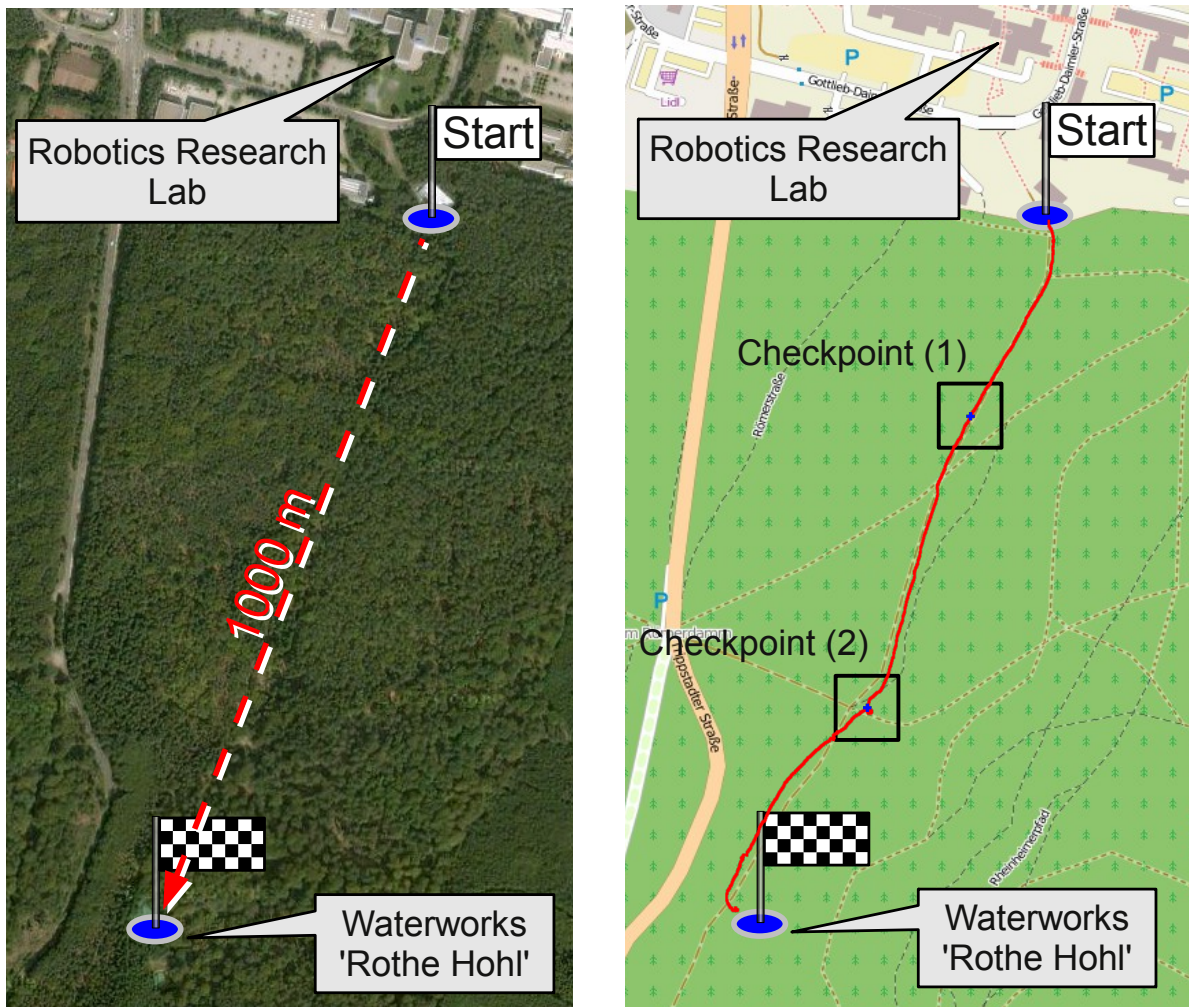 Robotics Research
Lab
Start
1000 m
Waterworks
'Rothe Hohl'
P
Lidl
Straße
Gottlieb-Daimler-Straße
P
Robotics Research
Lab
Start
Checkpoint (1)
Römerstraße
P
Checkpoint (2)
Trippstadter Straße
Rheinheimerpfad
Waterworks
'Rothe Hohl'